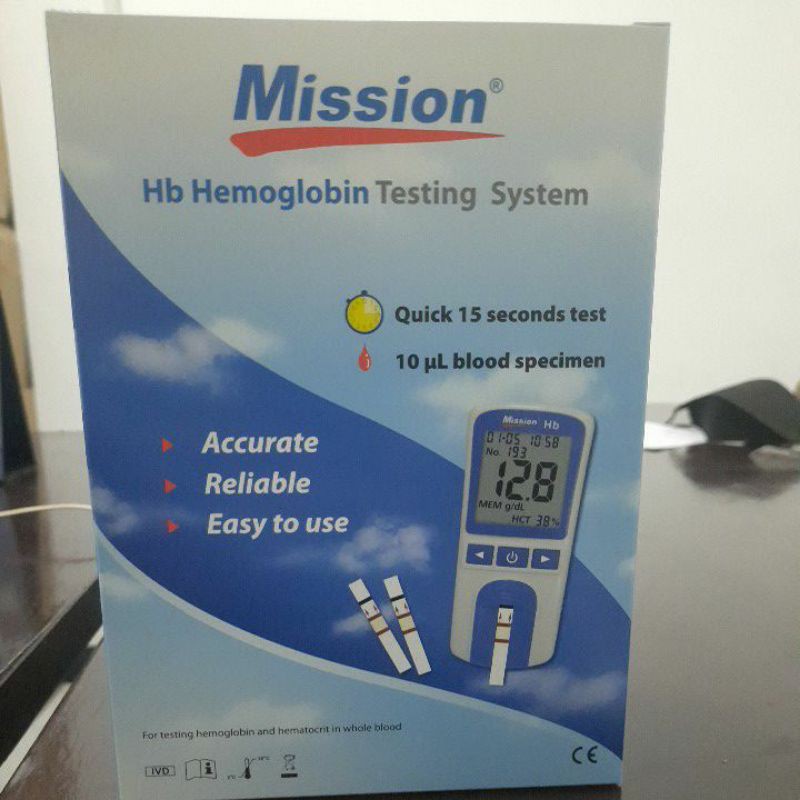 Mission®
Hb Hemoglobin Testing System
Quick 15 seconds test
10 µL blood specimen
Accurate
Reliable
Easy to use
Mission Hb
01-05 10 58
No. 193
12.8
MEM g/dL
HCT 38%
For testing hemoglobin and hematocrit in whole blood
IVD
CE